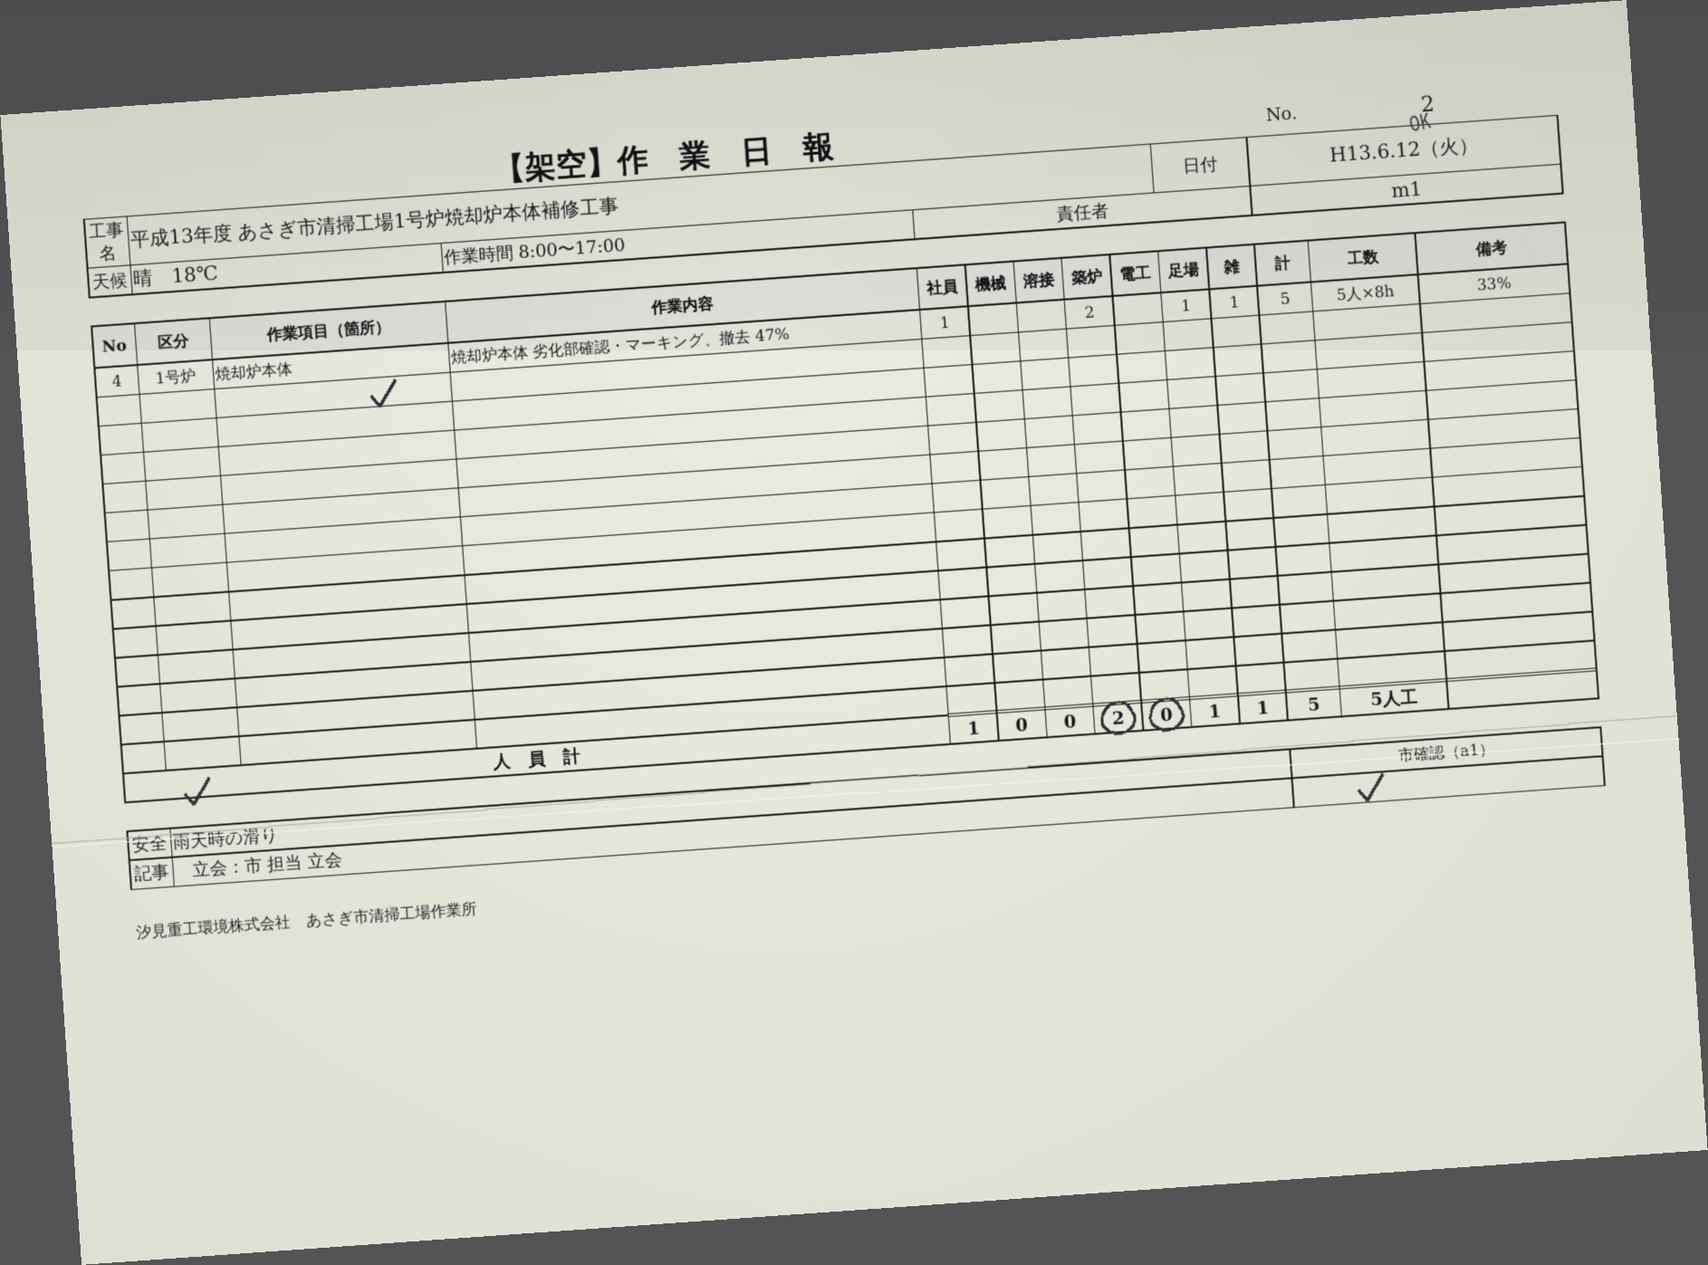 No. 2
OK
【架空】作 業 日 報
工事名 平成13年度 あさぎ市清掃工場1号炉焼却炉本体補修工事 日付 H13.6.12（火）
天候 晴 18℃ 作業時間 8:00〜17:00 責任者 m1
No 区分 作業項目（箇所） 作業内容 社員 機械 溶接 築炉 電工 足場 雑 計 工数 備考
4 1号炉 焼却炉本体 焼却炉本体 劣化部確認・マーキング、撤去 47% 1 2 1 1 5 5人×8h 33%
人 員 計 1 0 0 2 0 1 1 5 5人工
市確認（a1）
安全 雨天時の滑り
記事 立会：市 担当 立会
汐見重工環境株式会社 あさぎ市清掃工場作業所